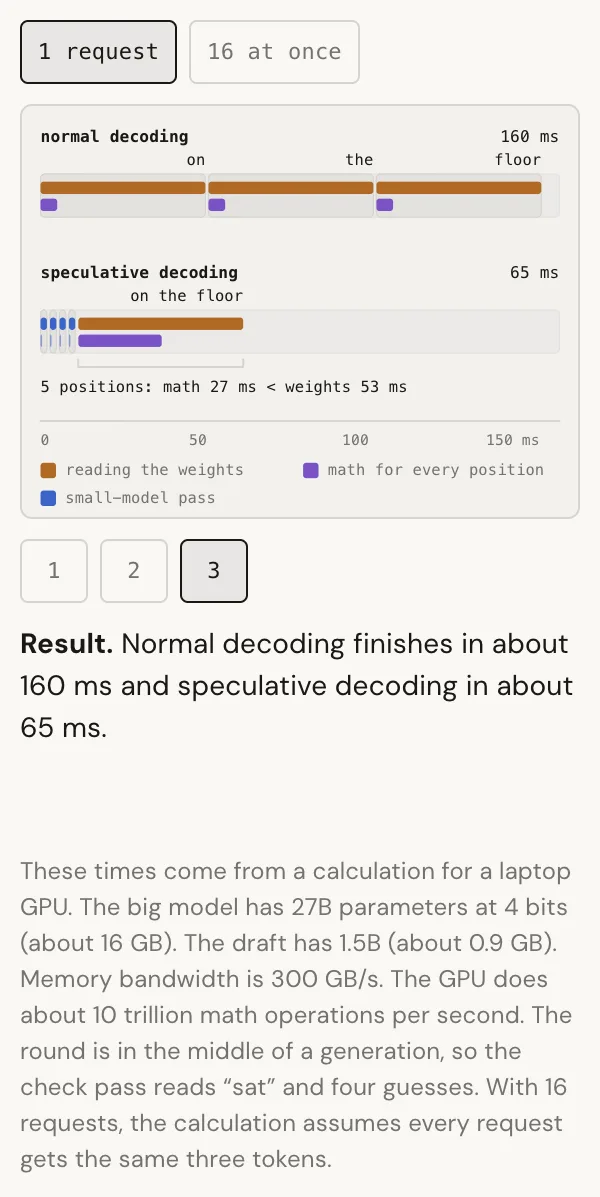 1 request 16 at once
normal decoding 160 ms
on the floor
speculative decoding 65 ms
on the floor
5 positions: math 27 ms < weights 53 ms
0 50 100 150 ms
reading the weights math for every position
small-model pass
1 2 3
Result. Normal decoding finishes in about
160 ms and speculative decoding in about
65 ms.
These times come from a calculation for a laptop
GPU. The big model has 27B parameters at 4 bits
(about 16 GB). The draft has 1.5B (about 0.9 GB).
Memory bandwidth is 300 GB/s. The GPU does
about 10 trillion math operations per second. The
round is in the middle of a generation, so the
check pass reads “sat” and four guesses. With 16
requests, the calculation assumes every request
gets the same three tokens.